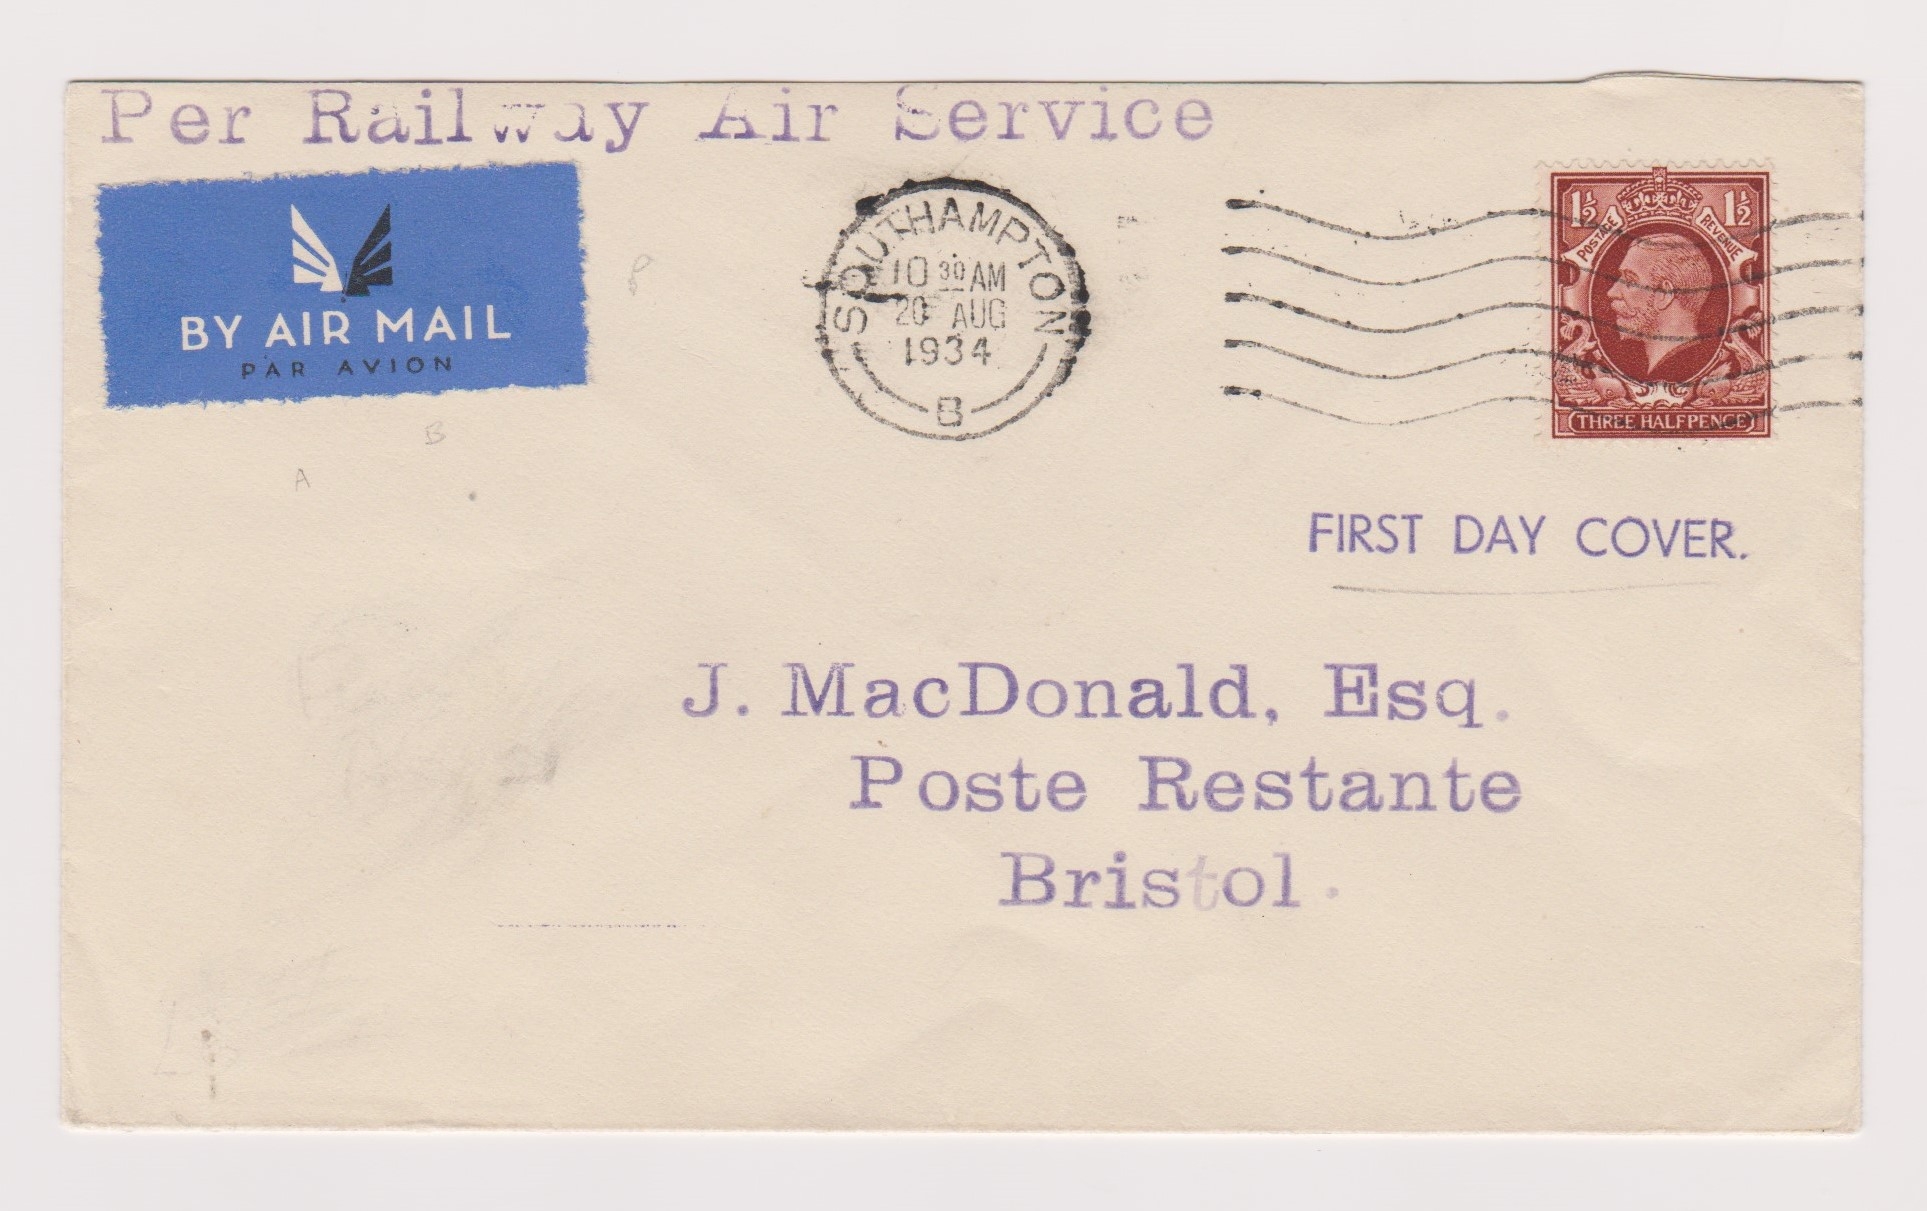 Per Railway Air Service
BY AIR MAIL
PAR AVION
SOUTHAMPTON
10 30 AM
20 AUG
1934
B
1½ 1½
POSTAGE REVENUE
THREE HALFPENCE
B
A
FIRST DAY COVER.
J. MacDonald, Esq.
Poste Restante
Bristol.